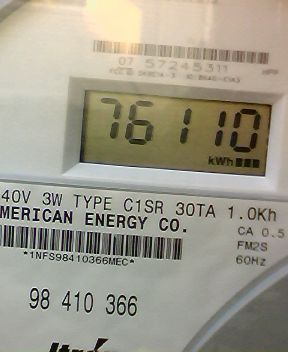 07 57245311
76110
kWh
40V 3W TYPE C1SR 30TA 1.0Kh
MERICAN ENERGY CO.
CA 0.5
*1NFS98410366MEC*
FM2S
60Hz
98 410 366